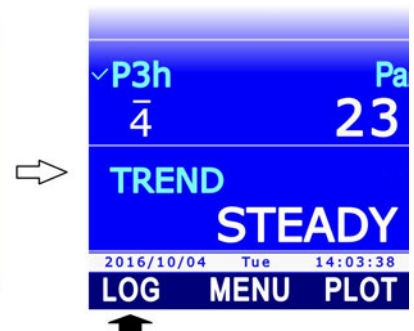 ✓P3h Pa
4̅ 23
TREND
STEADY
2016/10/04 Tue 14:03:38
LOG MENU PLOT